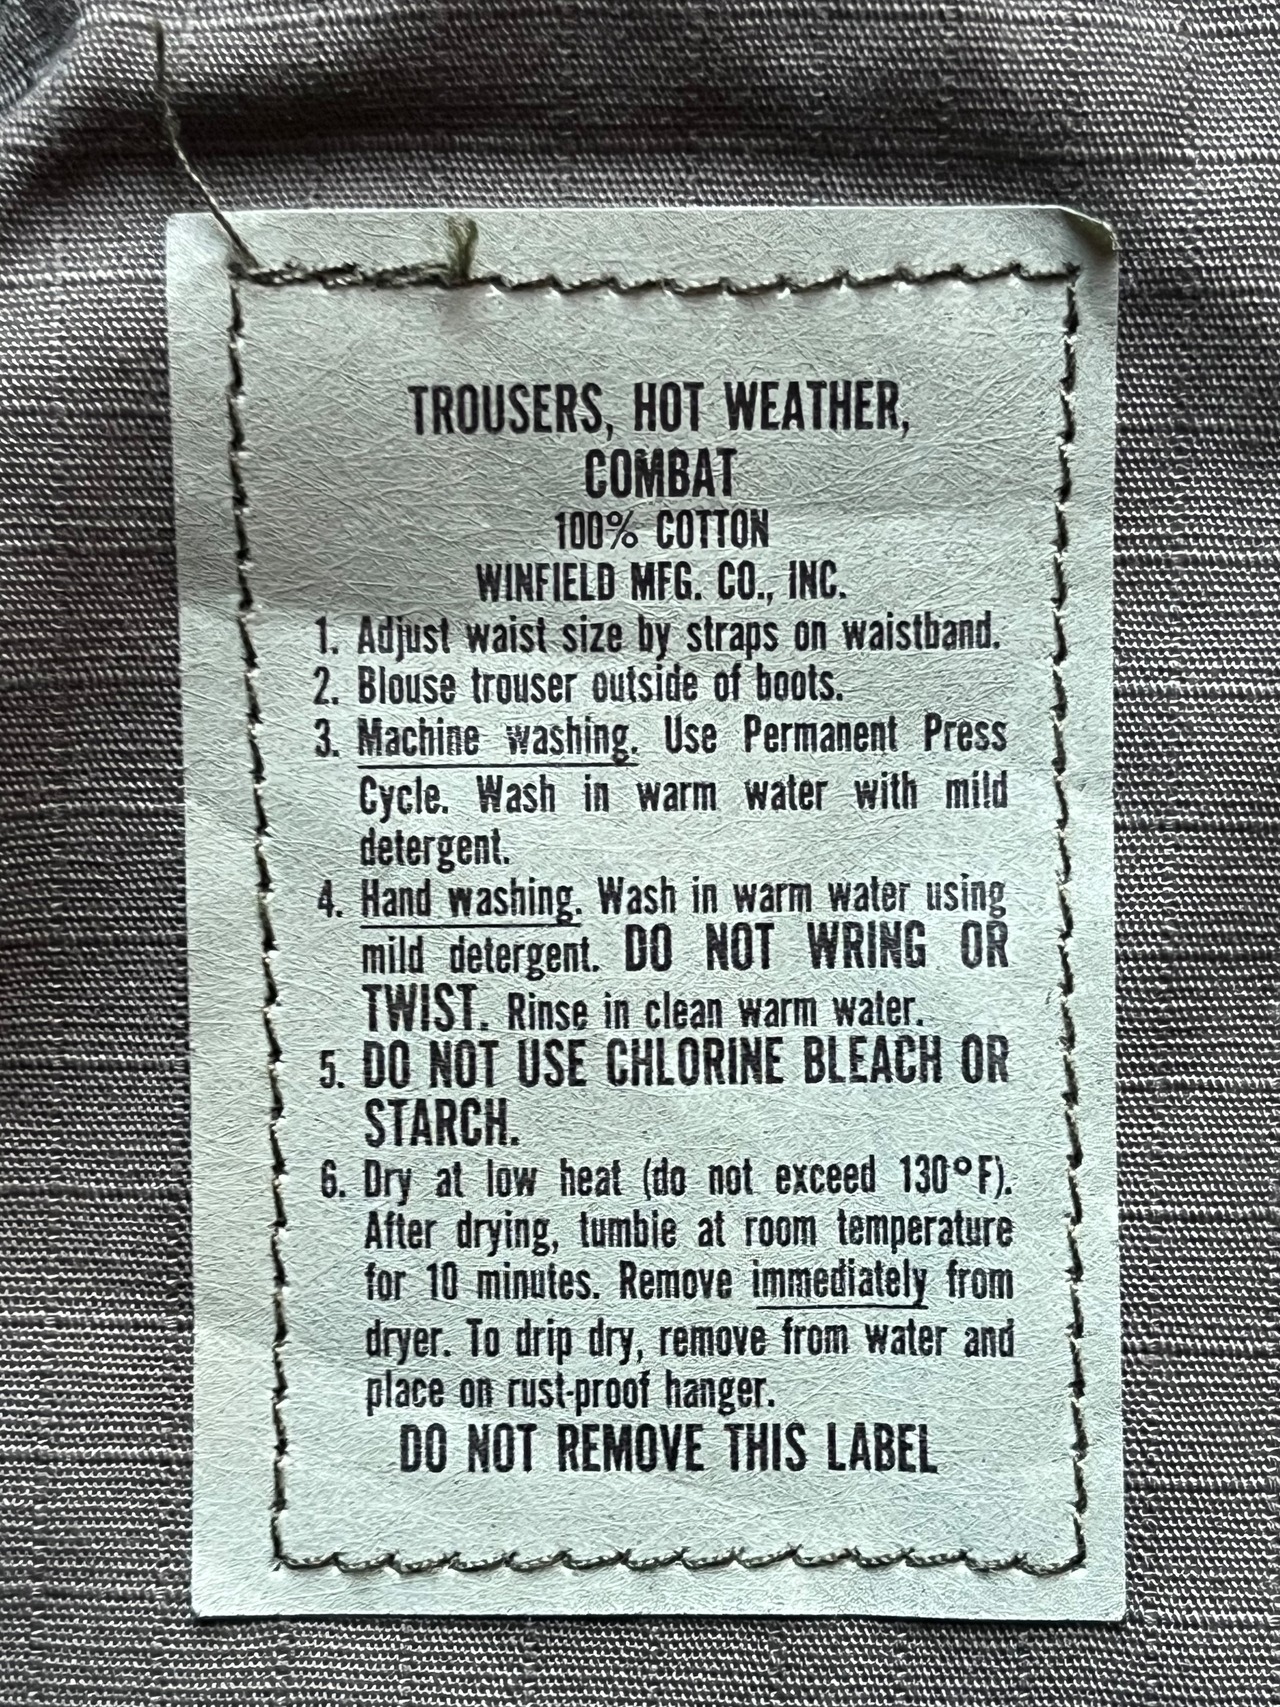 TROUSERS, HOT WEATHER,
COMBAT
100% COTTON
WINFIELD MFG. CO., INC.
1. Adjust waist size by straps on waistband.
2. Blouse trouser outside of boots.
3. Machine washing. Use Permanent Press
Cycle. Wash in warm water with mild
detergent.
4. Hand washing. Wash in warm water using
mild detergent. DO NOT WRING OR
TWIST. Rinse in clean warm water.
5. DO NOT USE CHLORINE BLEACH OR
STARCH.
6. Dry at low heat (do not exceed 130°F).
After drying, tumble at room temperature
for 10 minutes. Remove immediately from
dryer. To drip dry, remove from water and
place on rust-proof hanger.
DO NOT REMOVE THIS LABEL